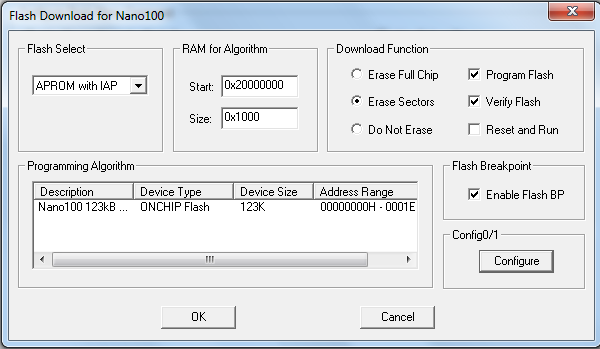 Flash Download for Nano100
Flash Select
APROM with IAP
RAM for Algorithm
Start: 0x20000000
Size: 0x1000
Download Function
Erase Full Chip
Program Flash
Erase Sectors
Verify Flash
Do Not Erase
Reset and Run
Programming Algorithm
Description Device Type Device Size Address Range
Nano100 123kB ... ONCHIP Flash 123K 00000000H - 0001E
Flash Breakpoint
Enable Flash BP
Config0/1
Configure
OK
Cancel